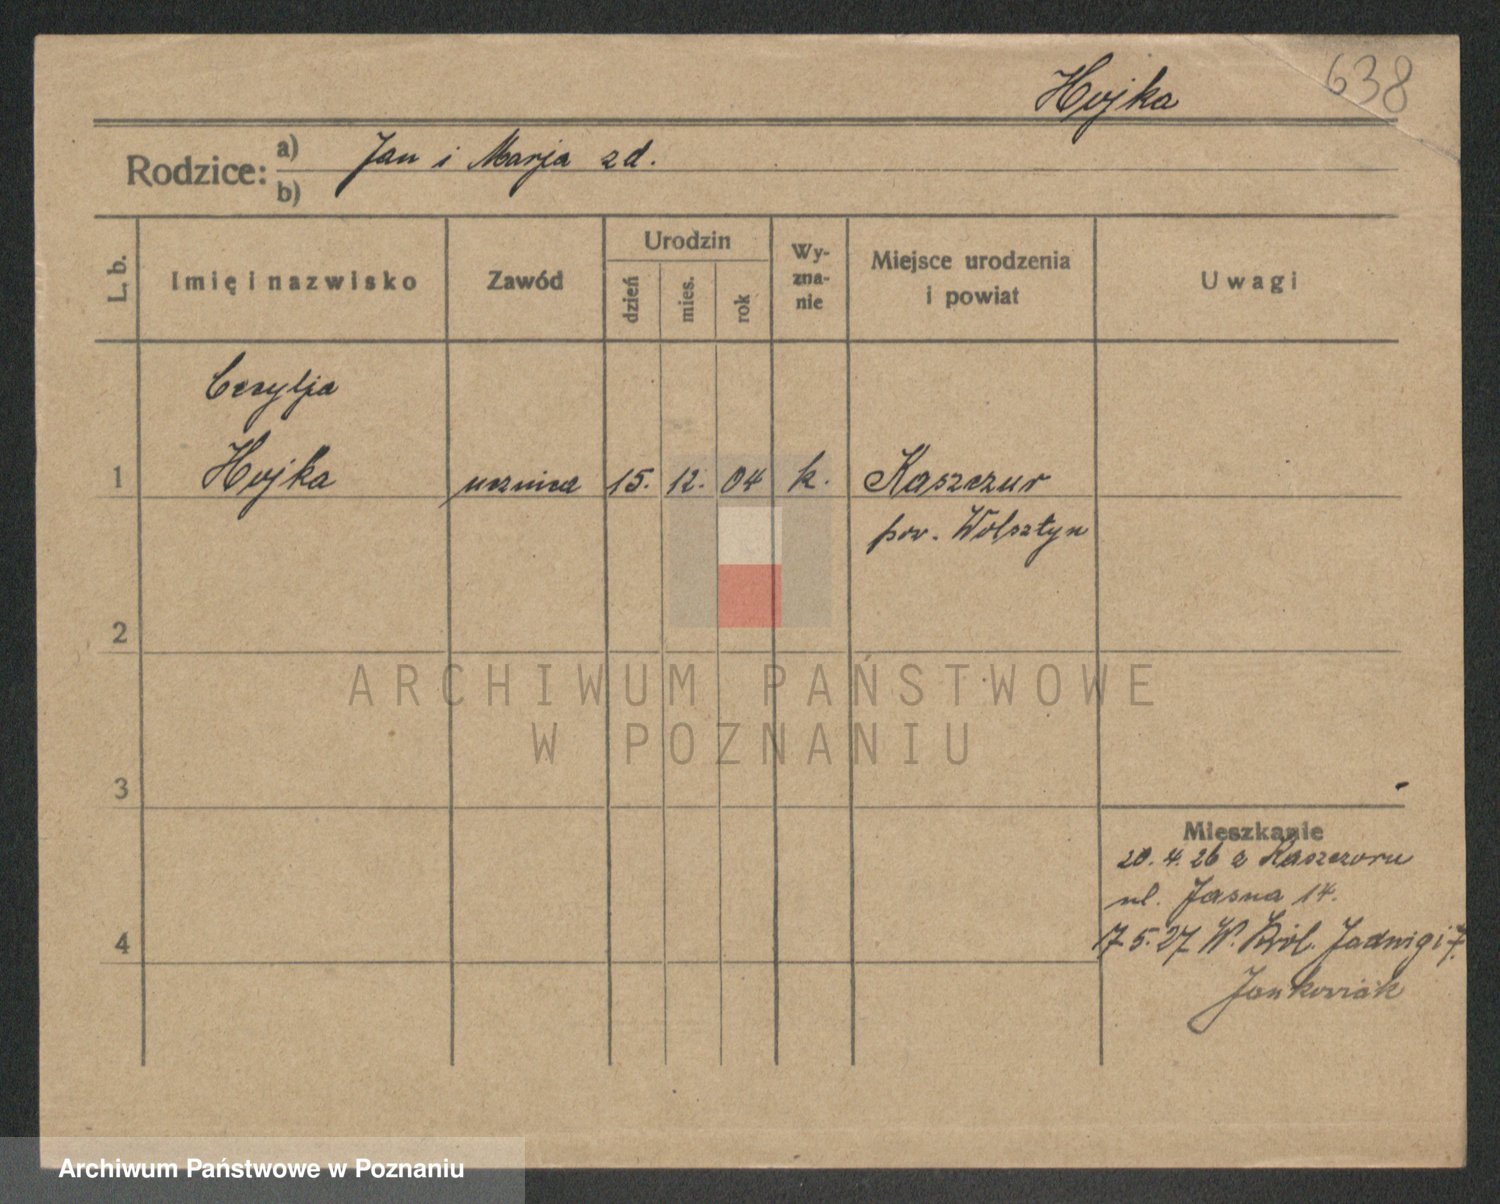 638
Hojka
Rodzice: a) Jan i Marja zd.
b)
L. b.
Imię i nazwisko
Zawód
Urodzin
dzień
mies.
rok
Wy-
zna-
nie
Miejsce urodzenia
i powiat
Uwagi
Cezylja
1 Hojka uczenica 15. 12. 04 k. Kaszczor
pow. Wolsztyn
2
ARCHIWUM PAŃSTWOWE
W POZNANIU
3
Mieszkanie
20. 4. 26 z Kaszczoru
ul. Jasna 14.
4
17 5. 27 W. Król. Jadwigi 7.
Jankowiak
Archiwum Państwowe w Poznaniu